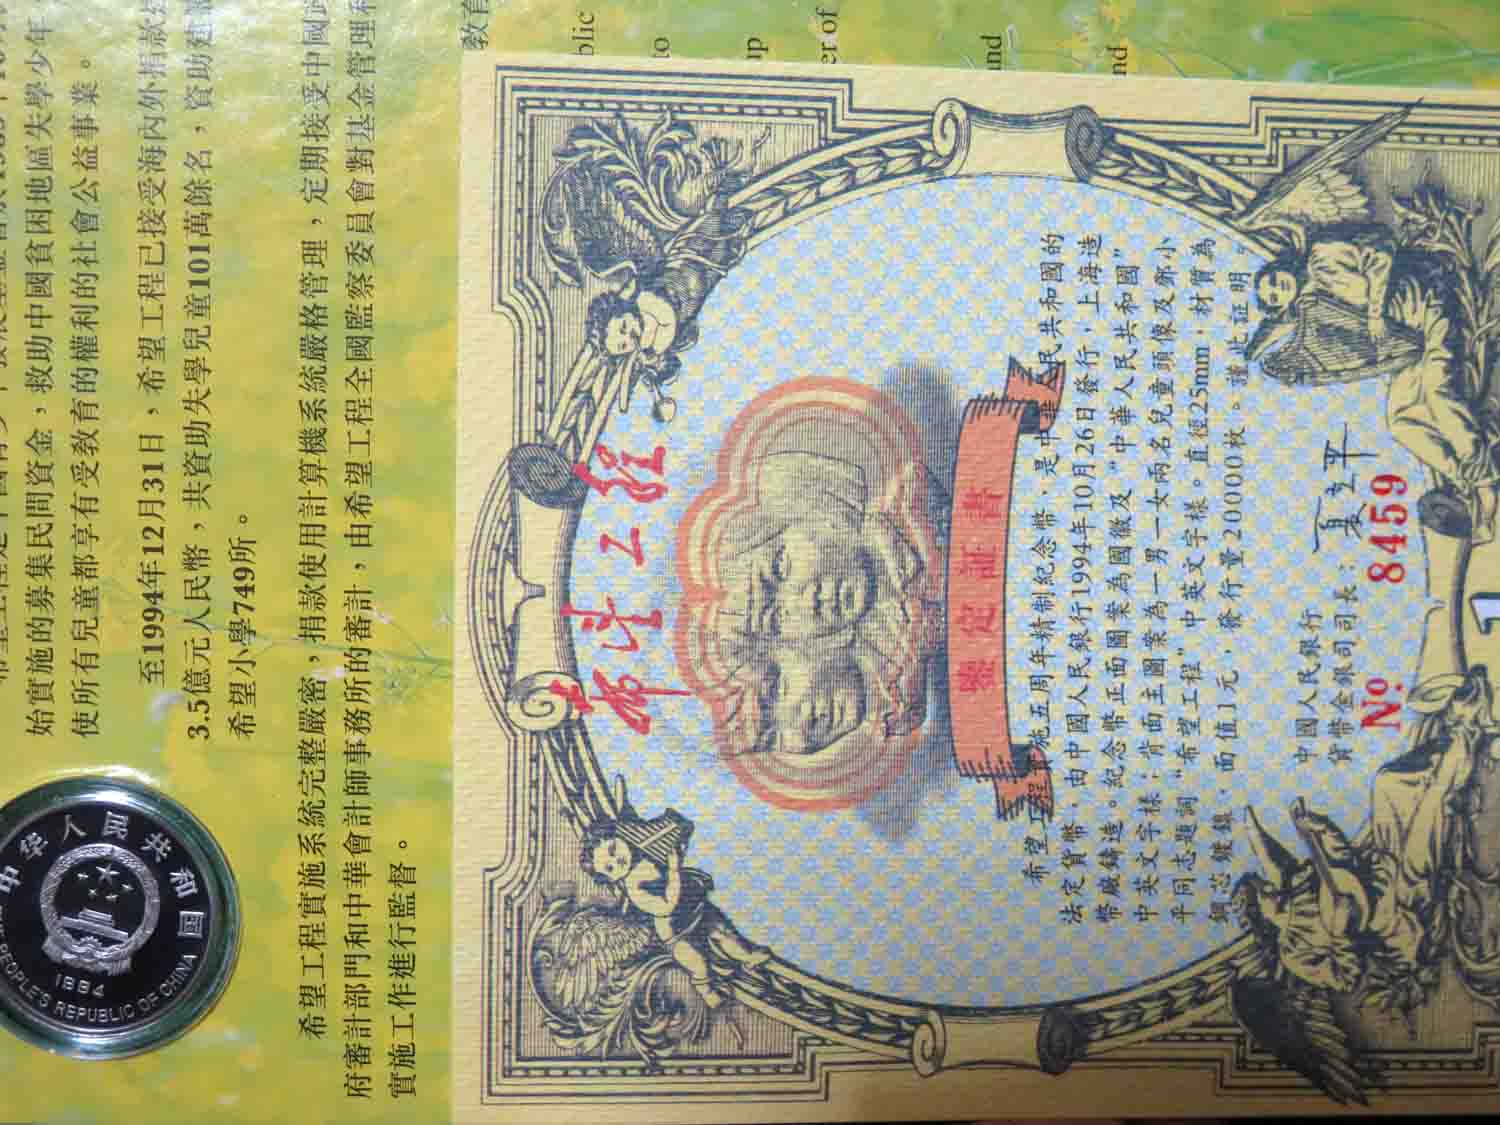 始實施的募集民間資金，救助中國貧困地區失學少年
使所有兒童都享有受教育的權利的社會公益事業。
至1994年12月31日，希望工程已接受海內外捐款
3.5億元人民幣，共資助失學兒童101萬餘名，資助建
希望小學749所。
希望工程實施系統完整嚴密，捐款使用計算機系統嚴格管理，定期接受中國
府審計部門和中華會計師事務所的審計，由希望工程全國監察委員會對基金管理
實施工作進行監督。
中华人民共和国
1994
PEOPLE'S REPUBLIC OF CHINA
教育
blic
to
up
er of
and
and
希望工程
鑒定証書
希望工程實施五周年精制紀念幣，是中華人民共和國的
法定貨幣，由中國人民銀行1994年10月26日發行，上海造
幣廠鑄造。紀念幣正面圖案為國徽及“中華人民共和國”
中英文字樣；背面主圖案為一男一女兩名兒童頭像及鄧小
平同志題詞“希望工程”中英文字樣。直徑25mm，材質為
鋼芯鍍鎳，面值1元，發行量20000枚。謹此証明。
中國人民銀行
貨幣金銀司司長：
No 8459
1